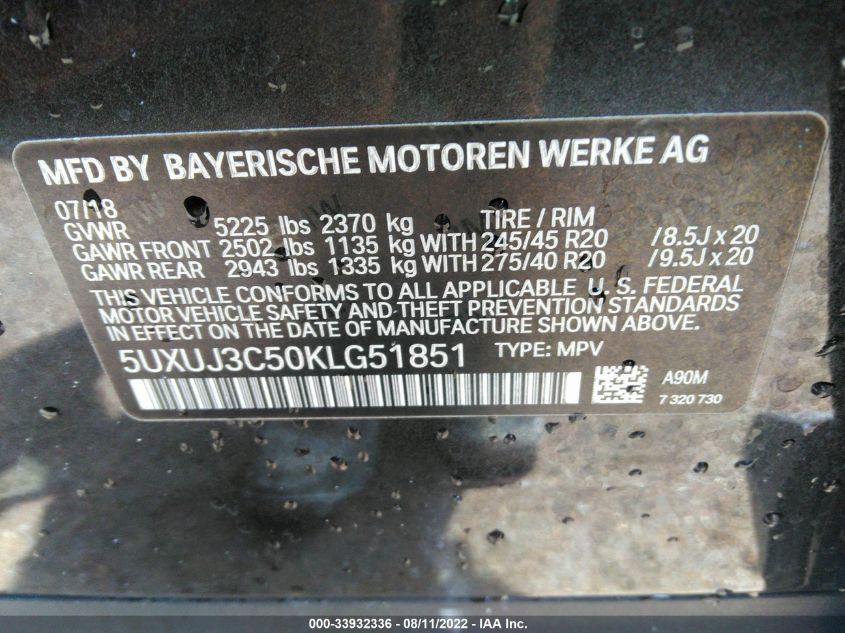 MFD BY BAYERISCHE MOTOREN WERKE AG
07/18
GVWR 5225 lbs 2370 kg TIRE / RIM
GAWR FRONT 2502 lbs 1135 kg WITH 245/45 R20 /8.5J x 20
GAWR REAR 2943 lbs 1335 kg WITH 275/40 R20 /9.5J x 20
THIS VEHICLE CONFORMS TO ALL APPLICABLE U. S. FEDERAL
MOTOR VEHICLE SAFETY AND THEFT PREVENTION STANDARDS
IN EFFECT ON THE DATE OF MANUFACTURE SHOWN ABOVE.
5UXUJ3C50KLG51851 TYPE: MPV
A90M
7 320 730
000-33932336 - 08/11/2022 - IAA Inc.